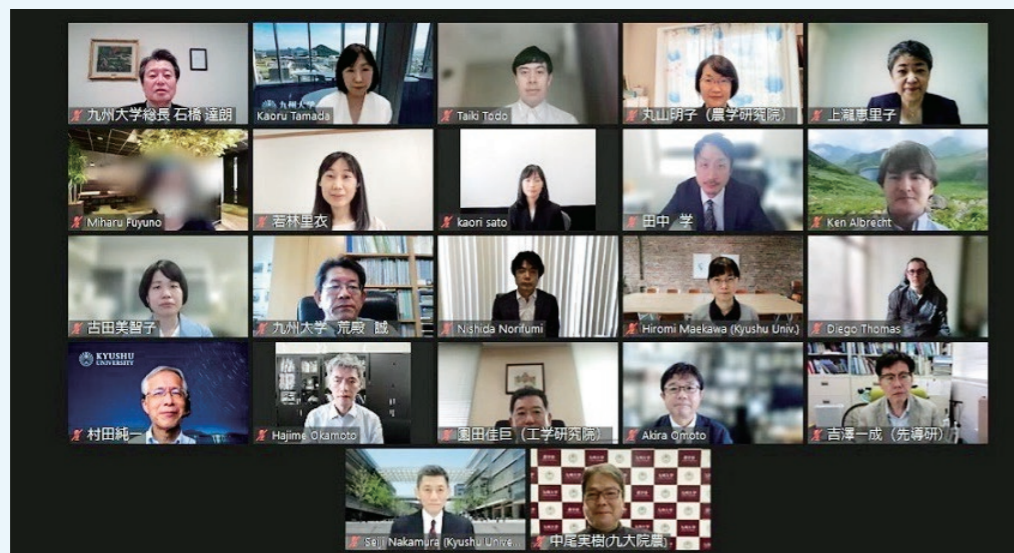 九州大学総長 石橋 達朗
九州大学
Kaoru Tamada
Taiki Todo
丸山明子（農学研究院）
上瀧恵里子
Miharu Fuyuno
若林里衣
kaori sato
田中 学
Ken Albrecht
古田美智子
九州大学 荒殿 誠
Nishida Norifumi
Hiromi Maekawa (Kyushu Univ.)
Diego Thomas
KYUSHU
UNIVERSITY
村田純一
Hajime Okamoto
園田佳巨（工学研究院）
Akira Omoto
吉澤一成（先導研）
Seiji Nakamura (Kyushu Unive...
中尾実樹(九大院農)